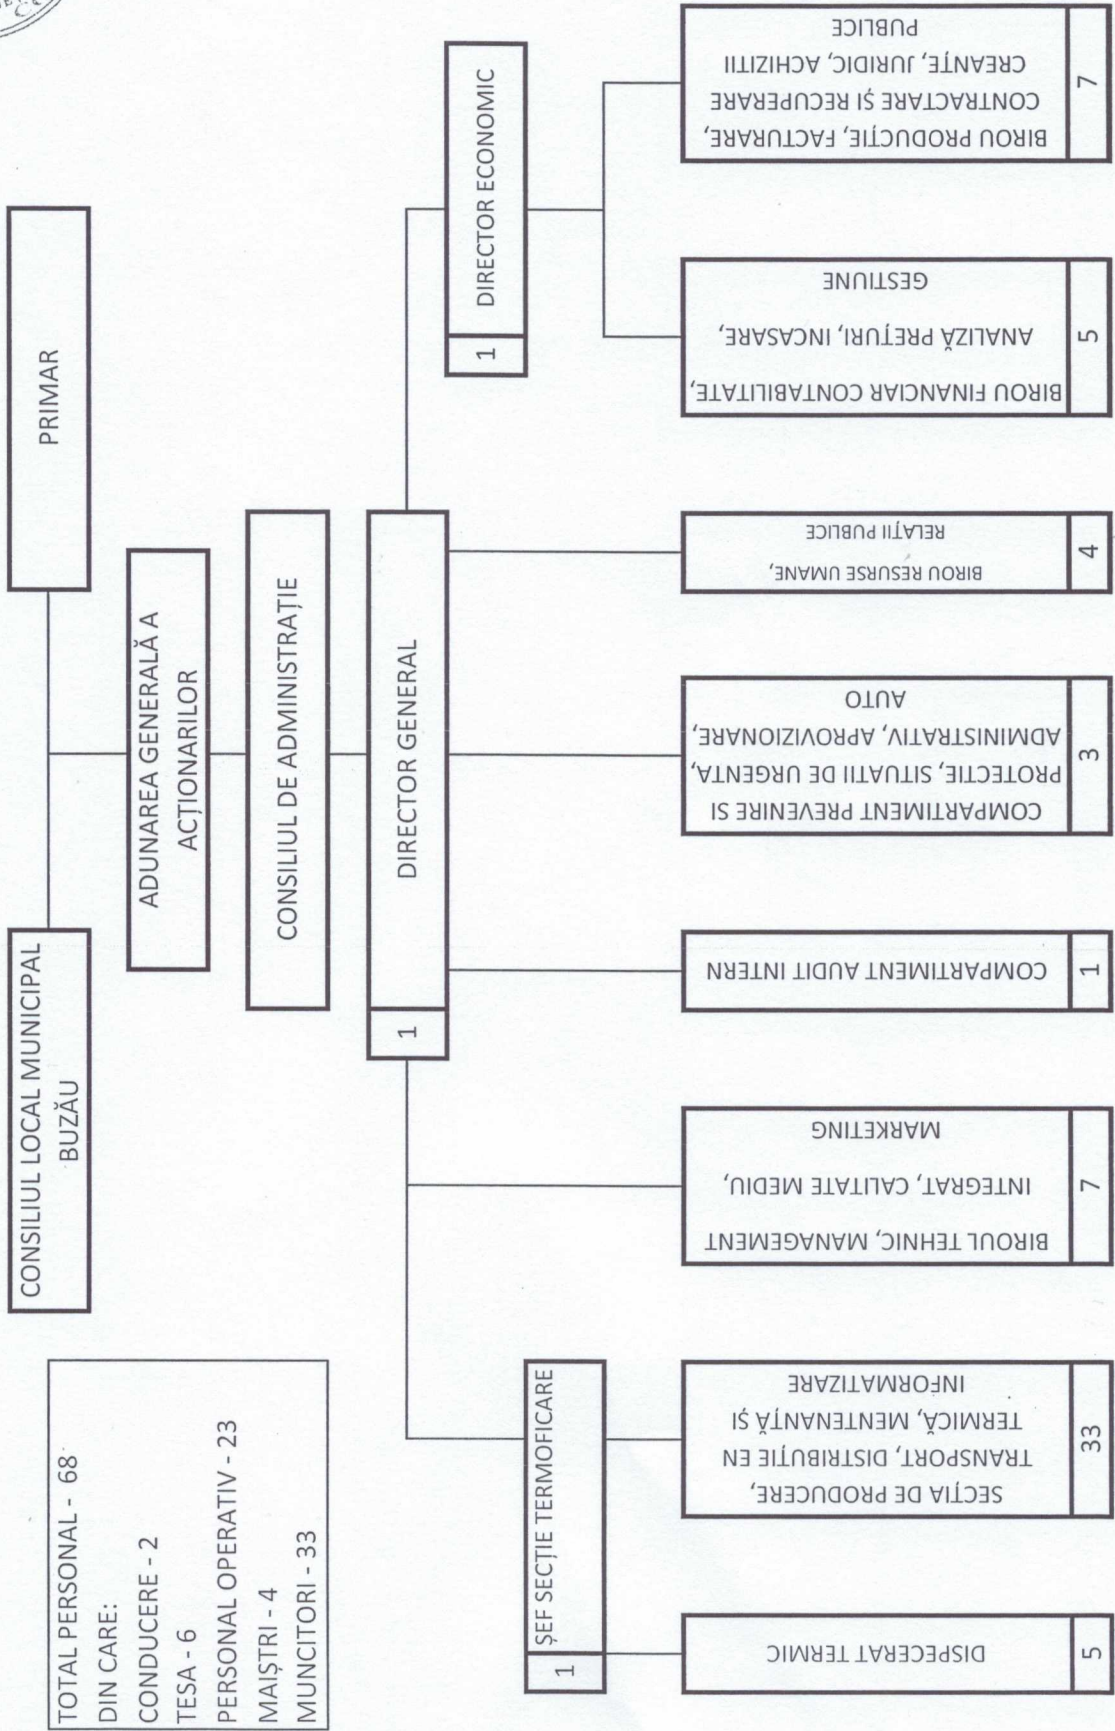 TOTAL PERSONAL - 68
DIN CARE:
CONDUCERE - 2
TESA - 6
PERSONAL OPERATIV - 23
MAIȘTRI - 4
MUNCITORI - 33
CONSILIUL LOCAL MUNICIPAL
BUZĂU
PRIMAR
ADUNAREA GENERALĂ A
ACȚIONARILOR
CONSILIUL DE ADMINISTRAȚIE
1
DIRECTOR GENERAL
1
DIRECTOR ECONOMIC
1
ȘEF SECȚIE TERMOFICARE
DISPECERAT TERMIC
5
SECȚIA DE PRODUCERE,
TRANSPORT, DISTRIBUȚIE EN
TERMICĂ, MENTENANȚĂ ȘI
INFORMATIZARE
33
BIROUL TEHNIC, MANAGEMENT
INTEGRAT, CALITATE MEDIU,
MARKETING
7
COMPARTIMENT AUDIT INTERN
1
COMPARTIMENT PREVENIRE SI
PROTECTIE, SITUATII DE URGENTA,
ADMINISTRATIV, APROVIZIONARE,
AUTO
3
BIROU RESURSE UMANE,
RELAȚII PUBLICE
4
BIROU FINANCIAR CONTABILITATE,
ANALIZĂ PREȚURI, INCASARE,
GESTIUNE
5
BIROU PRODUCȚIE, FACTURARE,
CONTRACTARE ȘI RECUPERARE
CREANȚE, JURIDIC, ACHIZITII
PUBLICE
7